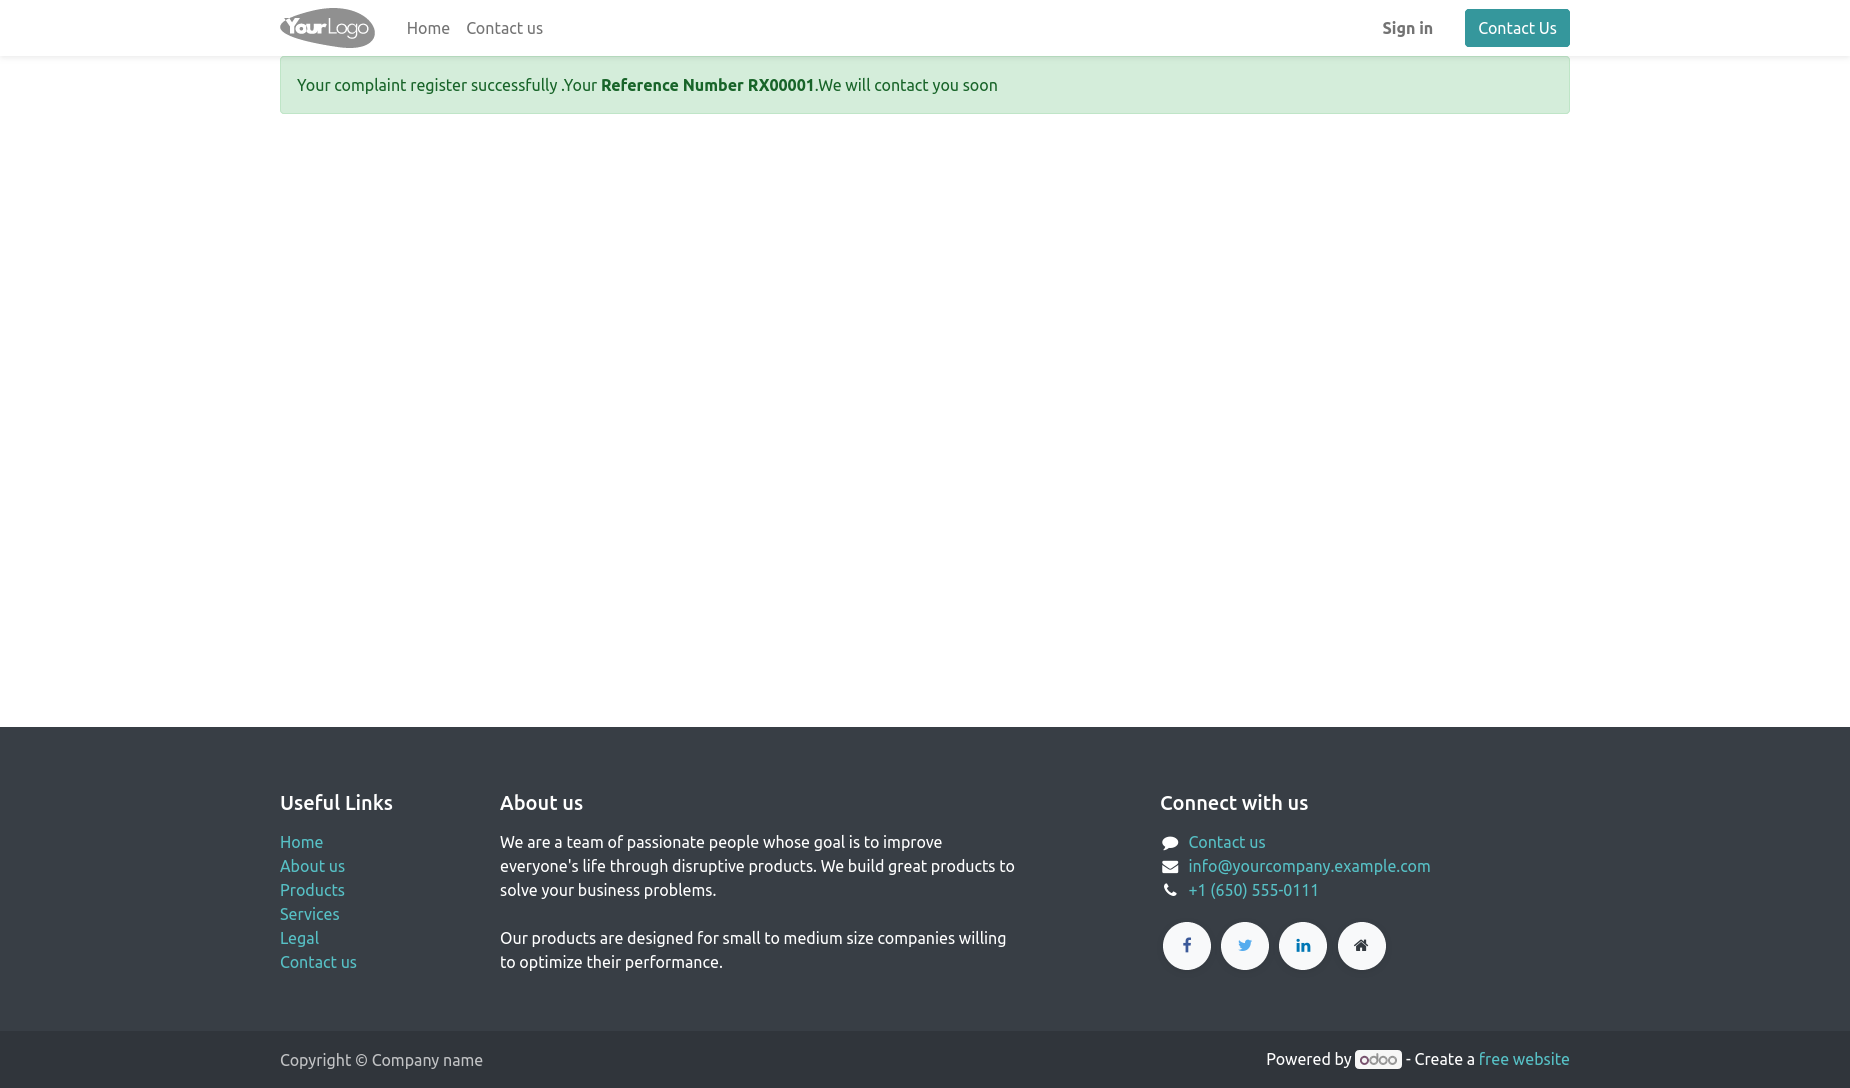 YourLogo
Home Contact us
Sign in
Contact Us
Your complaint register successfully .Your Reference Number RX00001.We will contact you soon
Useful Links
Home
About us
Products
Services
Legal
Contact us
About us
We are a team of passionate people whose goal is to improve
everyone's life through disruptive products. We build great products to
solve your business problems.
Our products are designed for small to medium size companies willing
to optimize their performance.
Connect with us
Contact us
info@yourcompany.example.com
+1 (650) 555-0111
Copyright © Company name
Powered by odoo - Create a free website